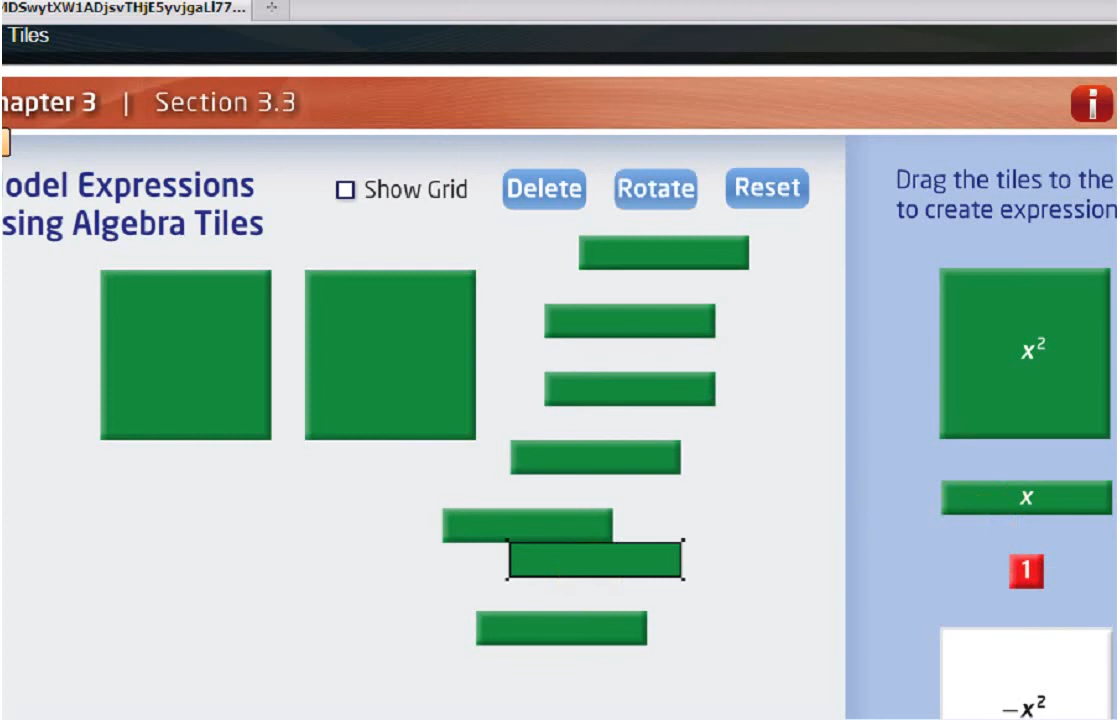 MDSwytXW1ADjsvTHjE5yvjgaLl77...
Tiles
hapter 3 | Section 3.3
i
odel Expressions
sing Algebra Tiles
Show Grid
Delete
Rotate
Reset
Drag the tiles to the
to create expression
x²
x
1
−x²